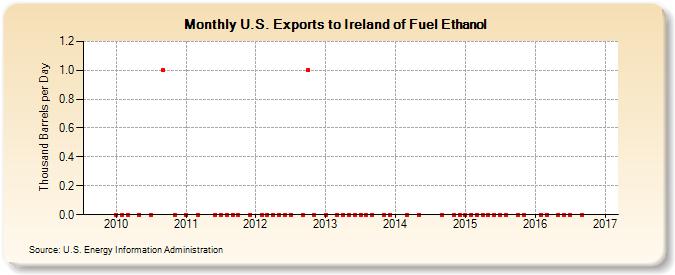 Monthly U.S. Exports to Ireland of Fuel Ethanol
Thousand Barrels per Day
1.2
1.0
0.8
0.6
0.4
0.2
0.0
2010 2011 2012 2013 2014 2015 2016 2017
Source: U.S. Energy Information Administration